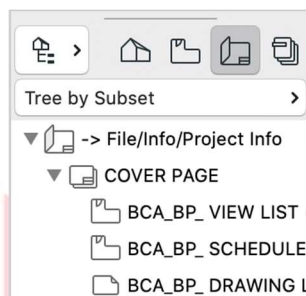 Tree by Subset
-> File/Info/Project Info
COVER PAGE
BCA_BP_ VIEW LIST
BCA_BP_ SCHEDULE
BCA_BP_ DRAWING L